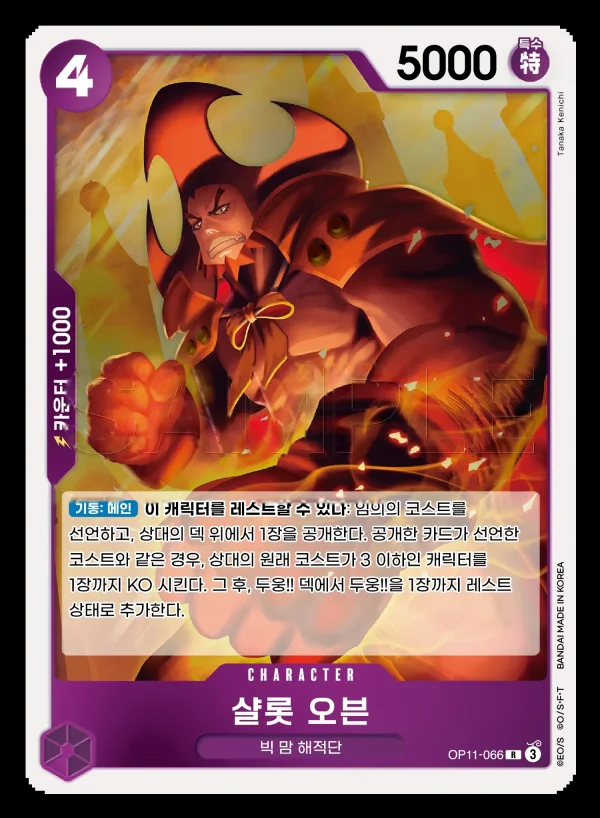 4
5000
특수
特
Tanaka Kenichi
카운터 +1000
SAMPLE
기동: 메인 이 캐릭터를 레스트할 수 있다: 임의의 코스트를
선언하고, 상대의 덱 위에서 1장을 공개한다. 공개한 카드가 선언한
코스트와 같은 경우, 상대의 원래 코스트가 3 이하인 캐릭터를
1장까지 KO 시킨다. 그 후, 두웅!! 덱에서 두웅!!을 1장까지 레스트
상태로 추가한다.
CHARACTER
샬롯 오븐
빅 맘 해적단
OP11-066 R 3
©E.O/S ©O/S·F·T BANDAI MADE IN KOREA